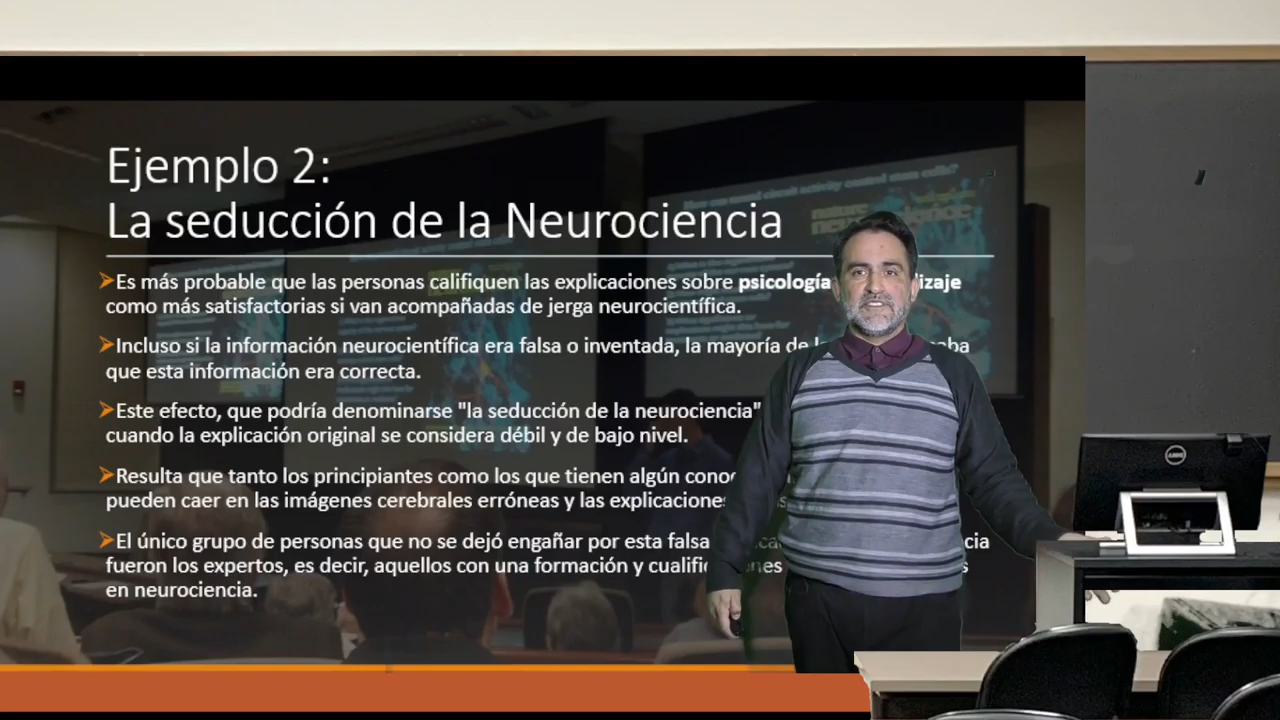 Ejemplo 2:
La seducción de la Neurociencia
➤Es más probable que las personas califiquen las explicaciones sobre psicología
como más satisfactorias si van acompañadas de jerga neurocientífica.
➤Incluso si la información neurocientífica era falsa o inventada, la mayoría de
que esta información era correcta.
➤Este efecto, que podría denominarse "la seducción de la neurociencia"
cuando la explicación original se considera débil y de bajo nivel.
➤Resulta que tanto los principiantes como los que tienen algún
pueden caer en las imágenes cerebrales erróneas y las explicaciones
➤El único grupo de personas que no se dejó engañar por esta falsa
fueron los expertos, es decir, aquellos con una formación y
en neurociencia.
DELL